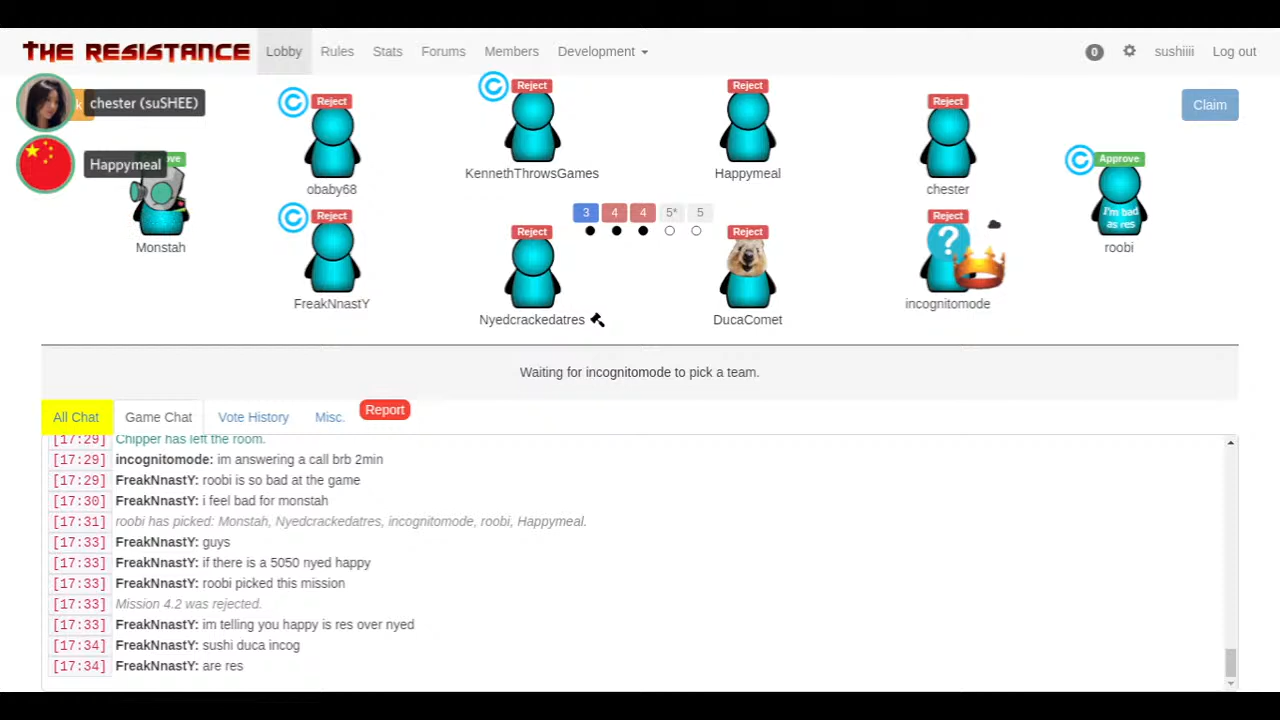 THE RESISTANCE Lobby Rules Stats Forums Members Development 0 sushiiii Log out
k chester (suSHEE) Reject Reject Reject Reject Claim
Happymeal ove Approve
KennethThrowsGames Happymeal
obaby68 chester
I'm bad
as res
3 4 4 5* 5
Reject Reject Reject Reject
Monstah roobi
FreakNnastY incognitomode
Nyedcrackedatres DucaComet
Waiting for incognitomode to pick a team.
All Chat Game Chat Vote History Misc. Report
[17:29] Chipper has left the room.
[17:29] incognitomode: im answering a call brb 2min
[17:29] FreakNnastY: roobi is so bad at the game
[17:30] FreakNnastY: i feel bad for monstah
[17:31] roobi has picked: Monstah, Nyedcrackedatres, incognitomode, roobi, Happymeal.
[17:33] FreakNnastY: guys
[17:33] FreakNnastY: if there is a 5050 nyed happy
[17:33] FreakNnastY: roobi picked this mission
[17:33] Mission 4.2 was rejected.
[17:33] FreakNnastY: im telling you happy is res over nyed
[17:34] FreakNnastY: sushi duca incog
[17:34] FreakNnastY: are res